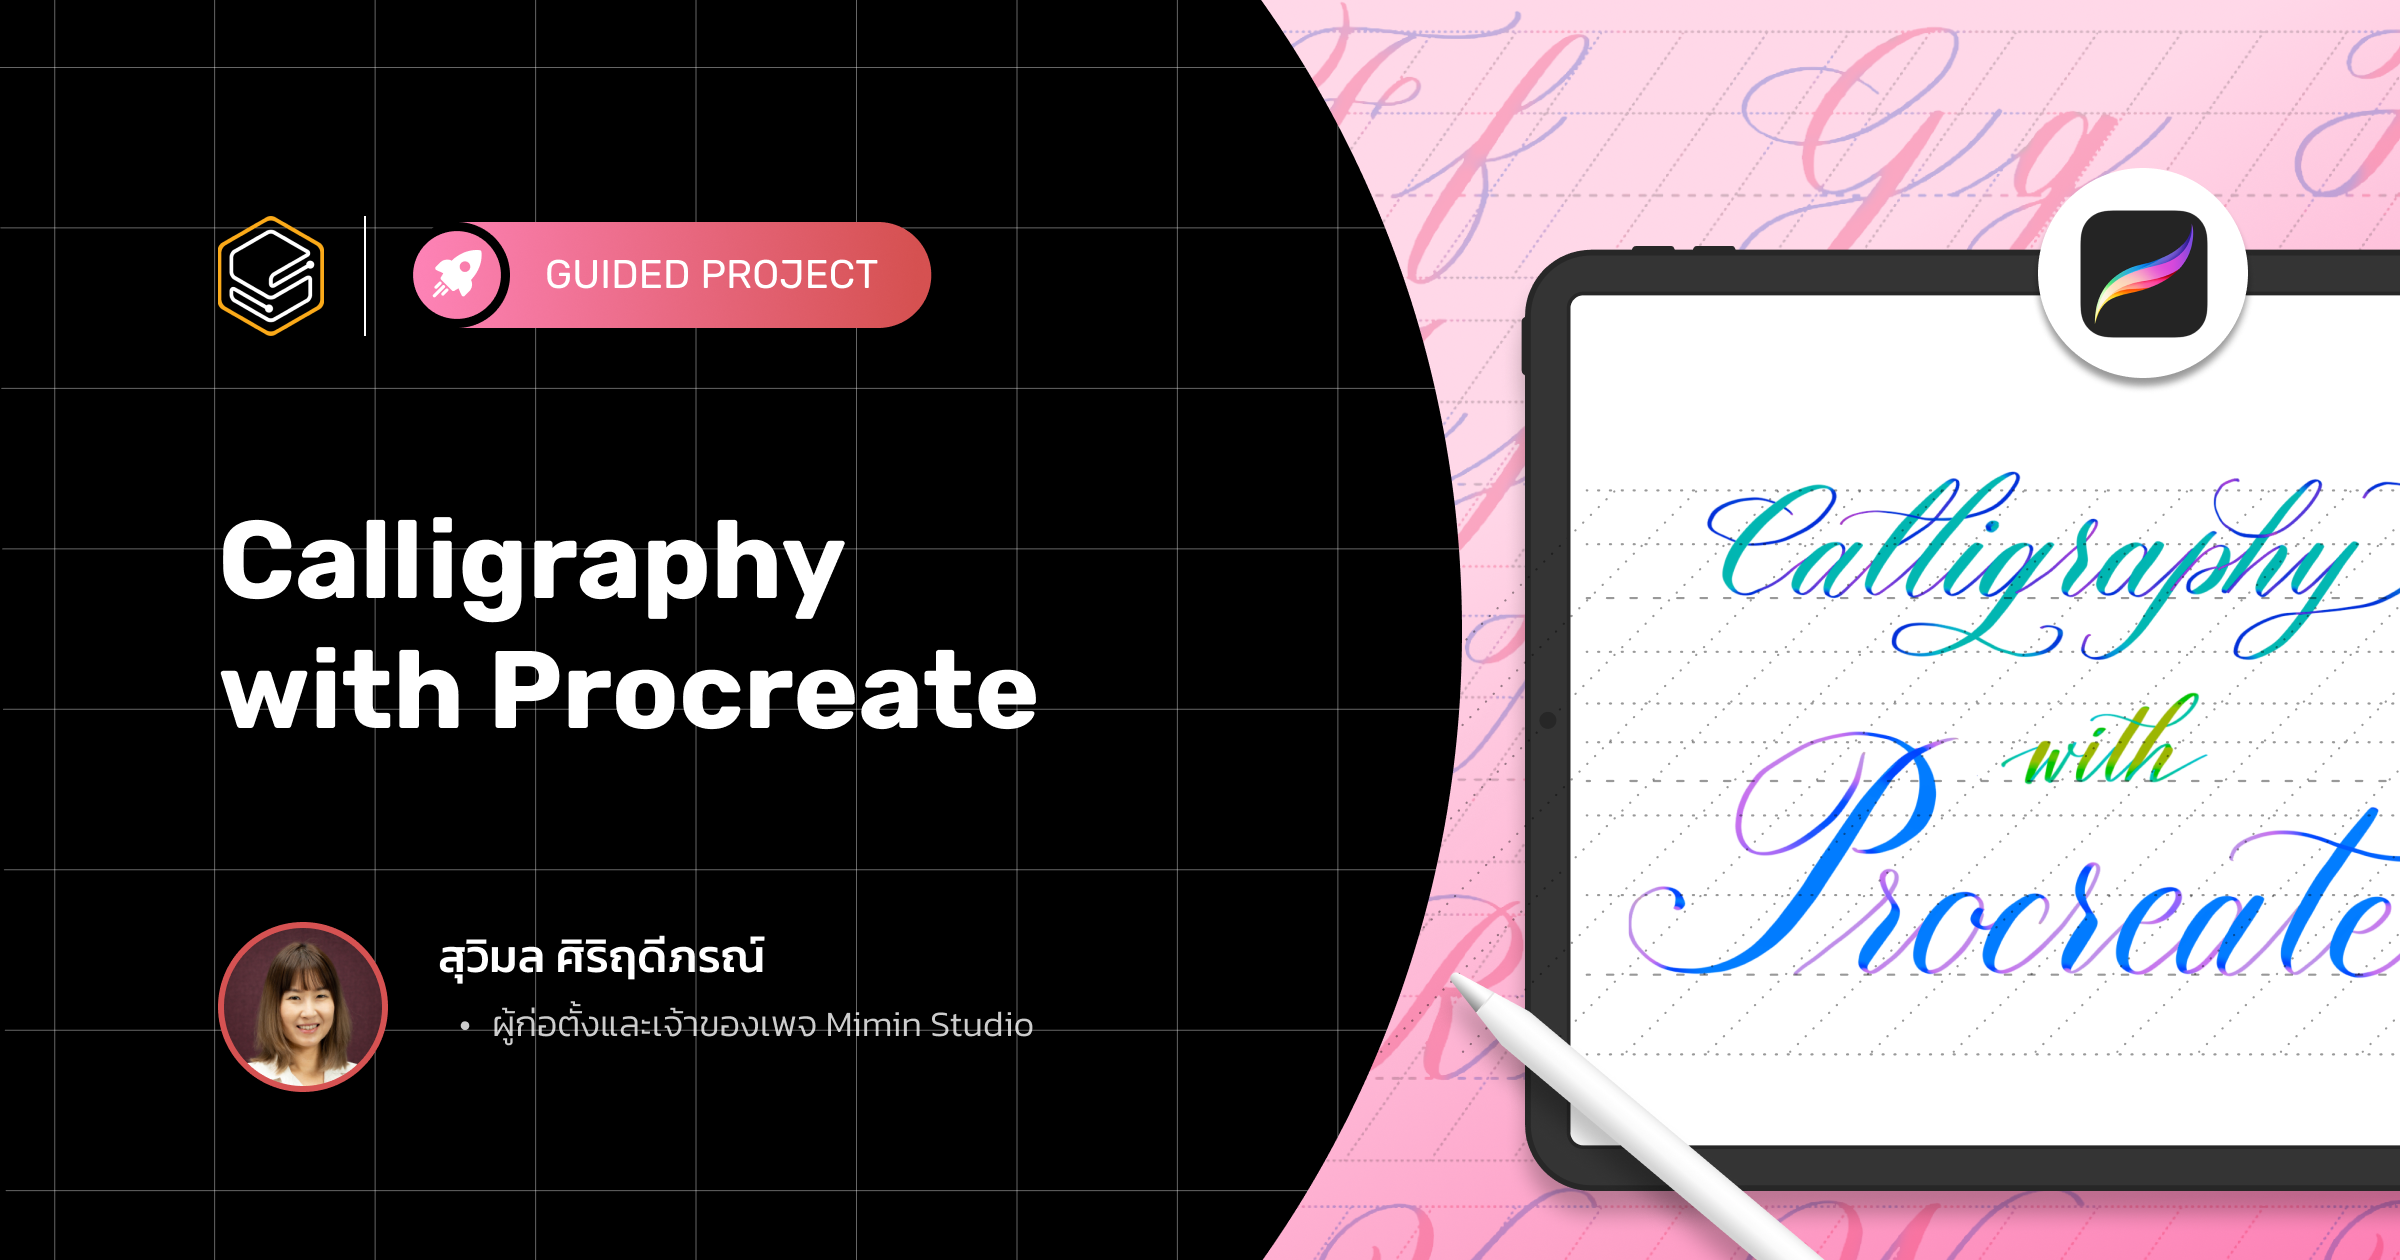 GUIDED PROJECT
Calligraphy
with Procreate
สุวิมล ศิริฤดีภรณ์
• ผู้ก่อตั้งและเจ้าของเพจ Mimin Studio
Calligraphy
with
Procreate
f
G g
R